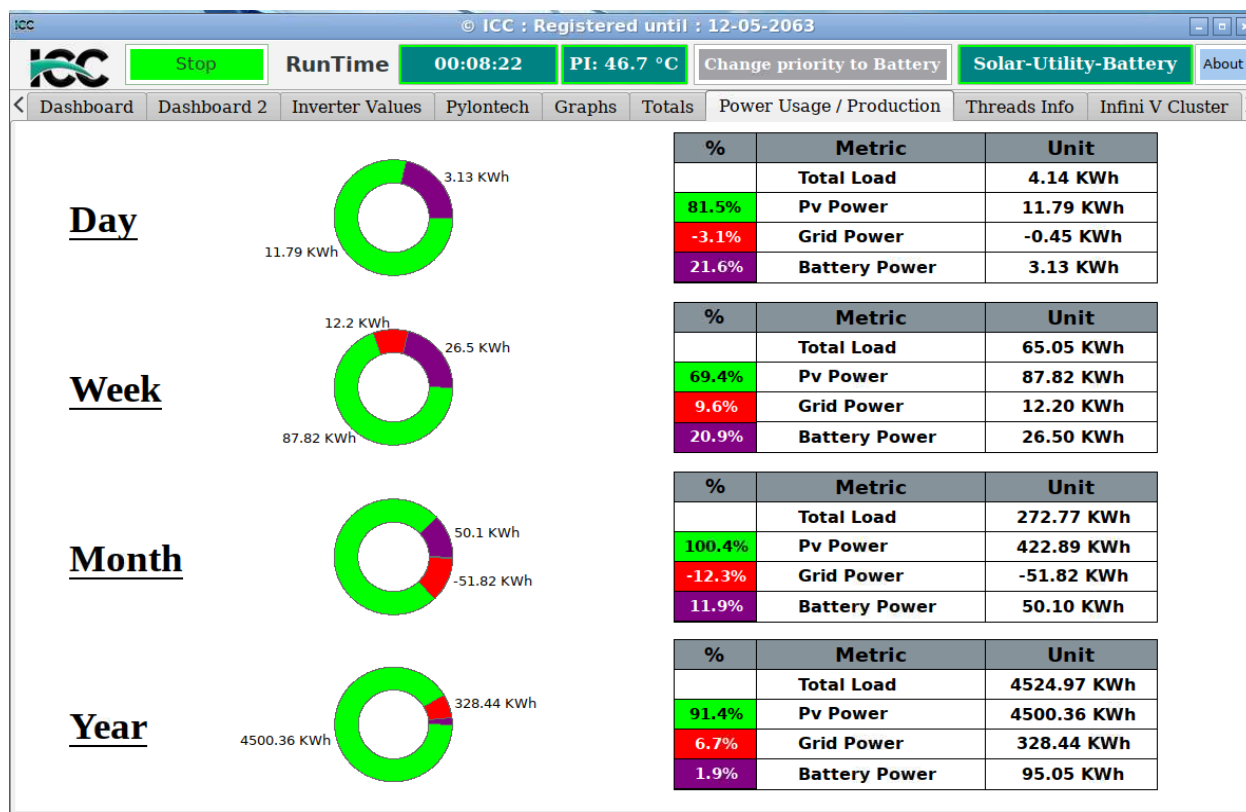 ICC © ICC : Registered until : 12-05-2063
ICC Stop RunTime 00:08:22 PI: 46.7 °C Change priority to Battery Solar-Utility-Battery About
Dashboard Dashboard 2 Inverter Values Pylontech Graphs Totals Power Usage / Production Threads Info Infini V Cluster
Day
3.13 KWh
11.79 KWh
% Metric Unit
Total Load 4.14 KWh
81.5% Pv Power 11.79 KWh
-3.1% Grid Power -0.45 KWh
21.6% Battery Power 3.13 KWh
Week
12.2 KWh
26.5 KWh
87.82 KWh
% Metric Unit
Total Load 65.05 KWh
69.4% Pv Power 87.82 KWh
9.6% Grid Power 12.20 KWh
20.9% Battery Power 26.50 KWh
Month
50.1 KWh
-51.82 KWh
% Metric Unit
Total Load 272.77 KWh
100.4% Pv Power 422.89 KWh
-12.3% Grid Power -51.82 KWh
11.9% Battery Power 50.10 KWh
Year
328.44 KWh
4500.36 KWh
% Metric Unit
Total Load 4524.97 KWh
91.4% Pv Power 4500.36 KWh
6.7% Grid Power 328.44 KWh
1.9% Battery Power 95.05 KWh